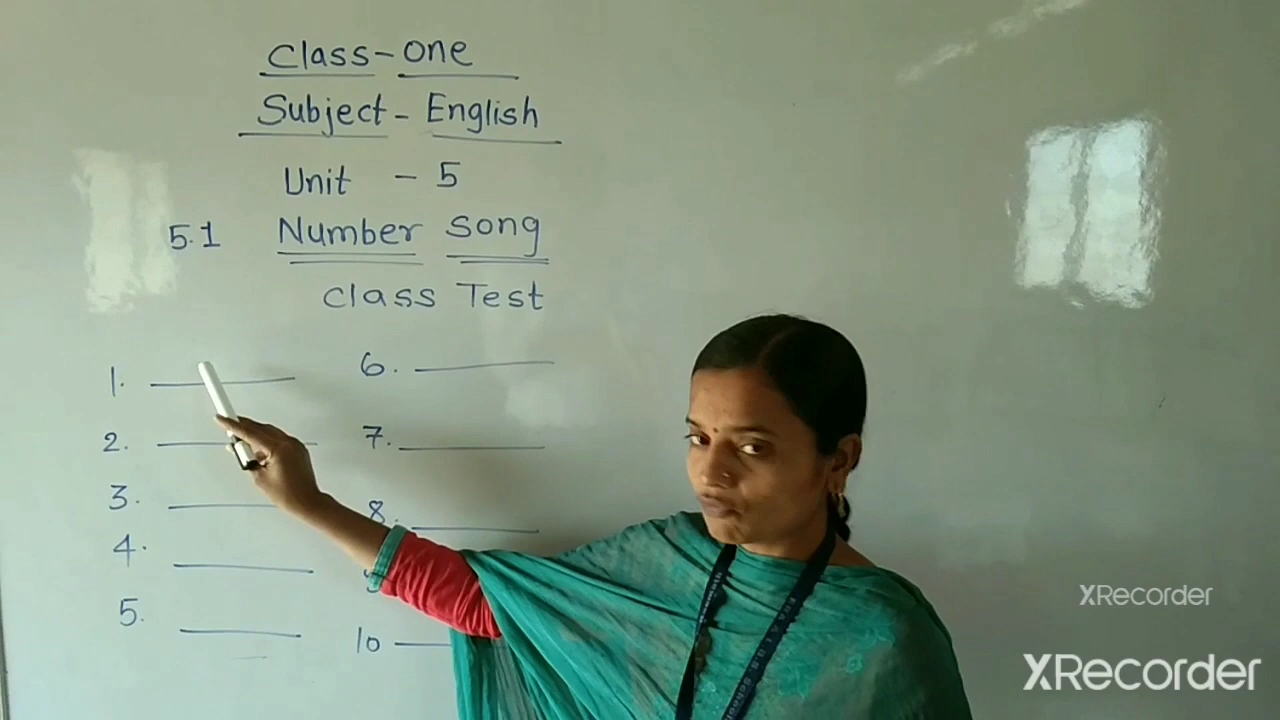 Class-one
Subject - English
Unit - 5
5.1 Number song
Class Test
1.
2.
3.
4.
5.
6.
7.
8.
10
XRecorder
XRecorder